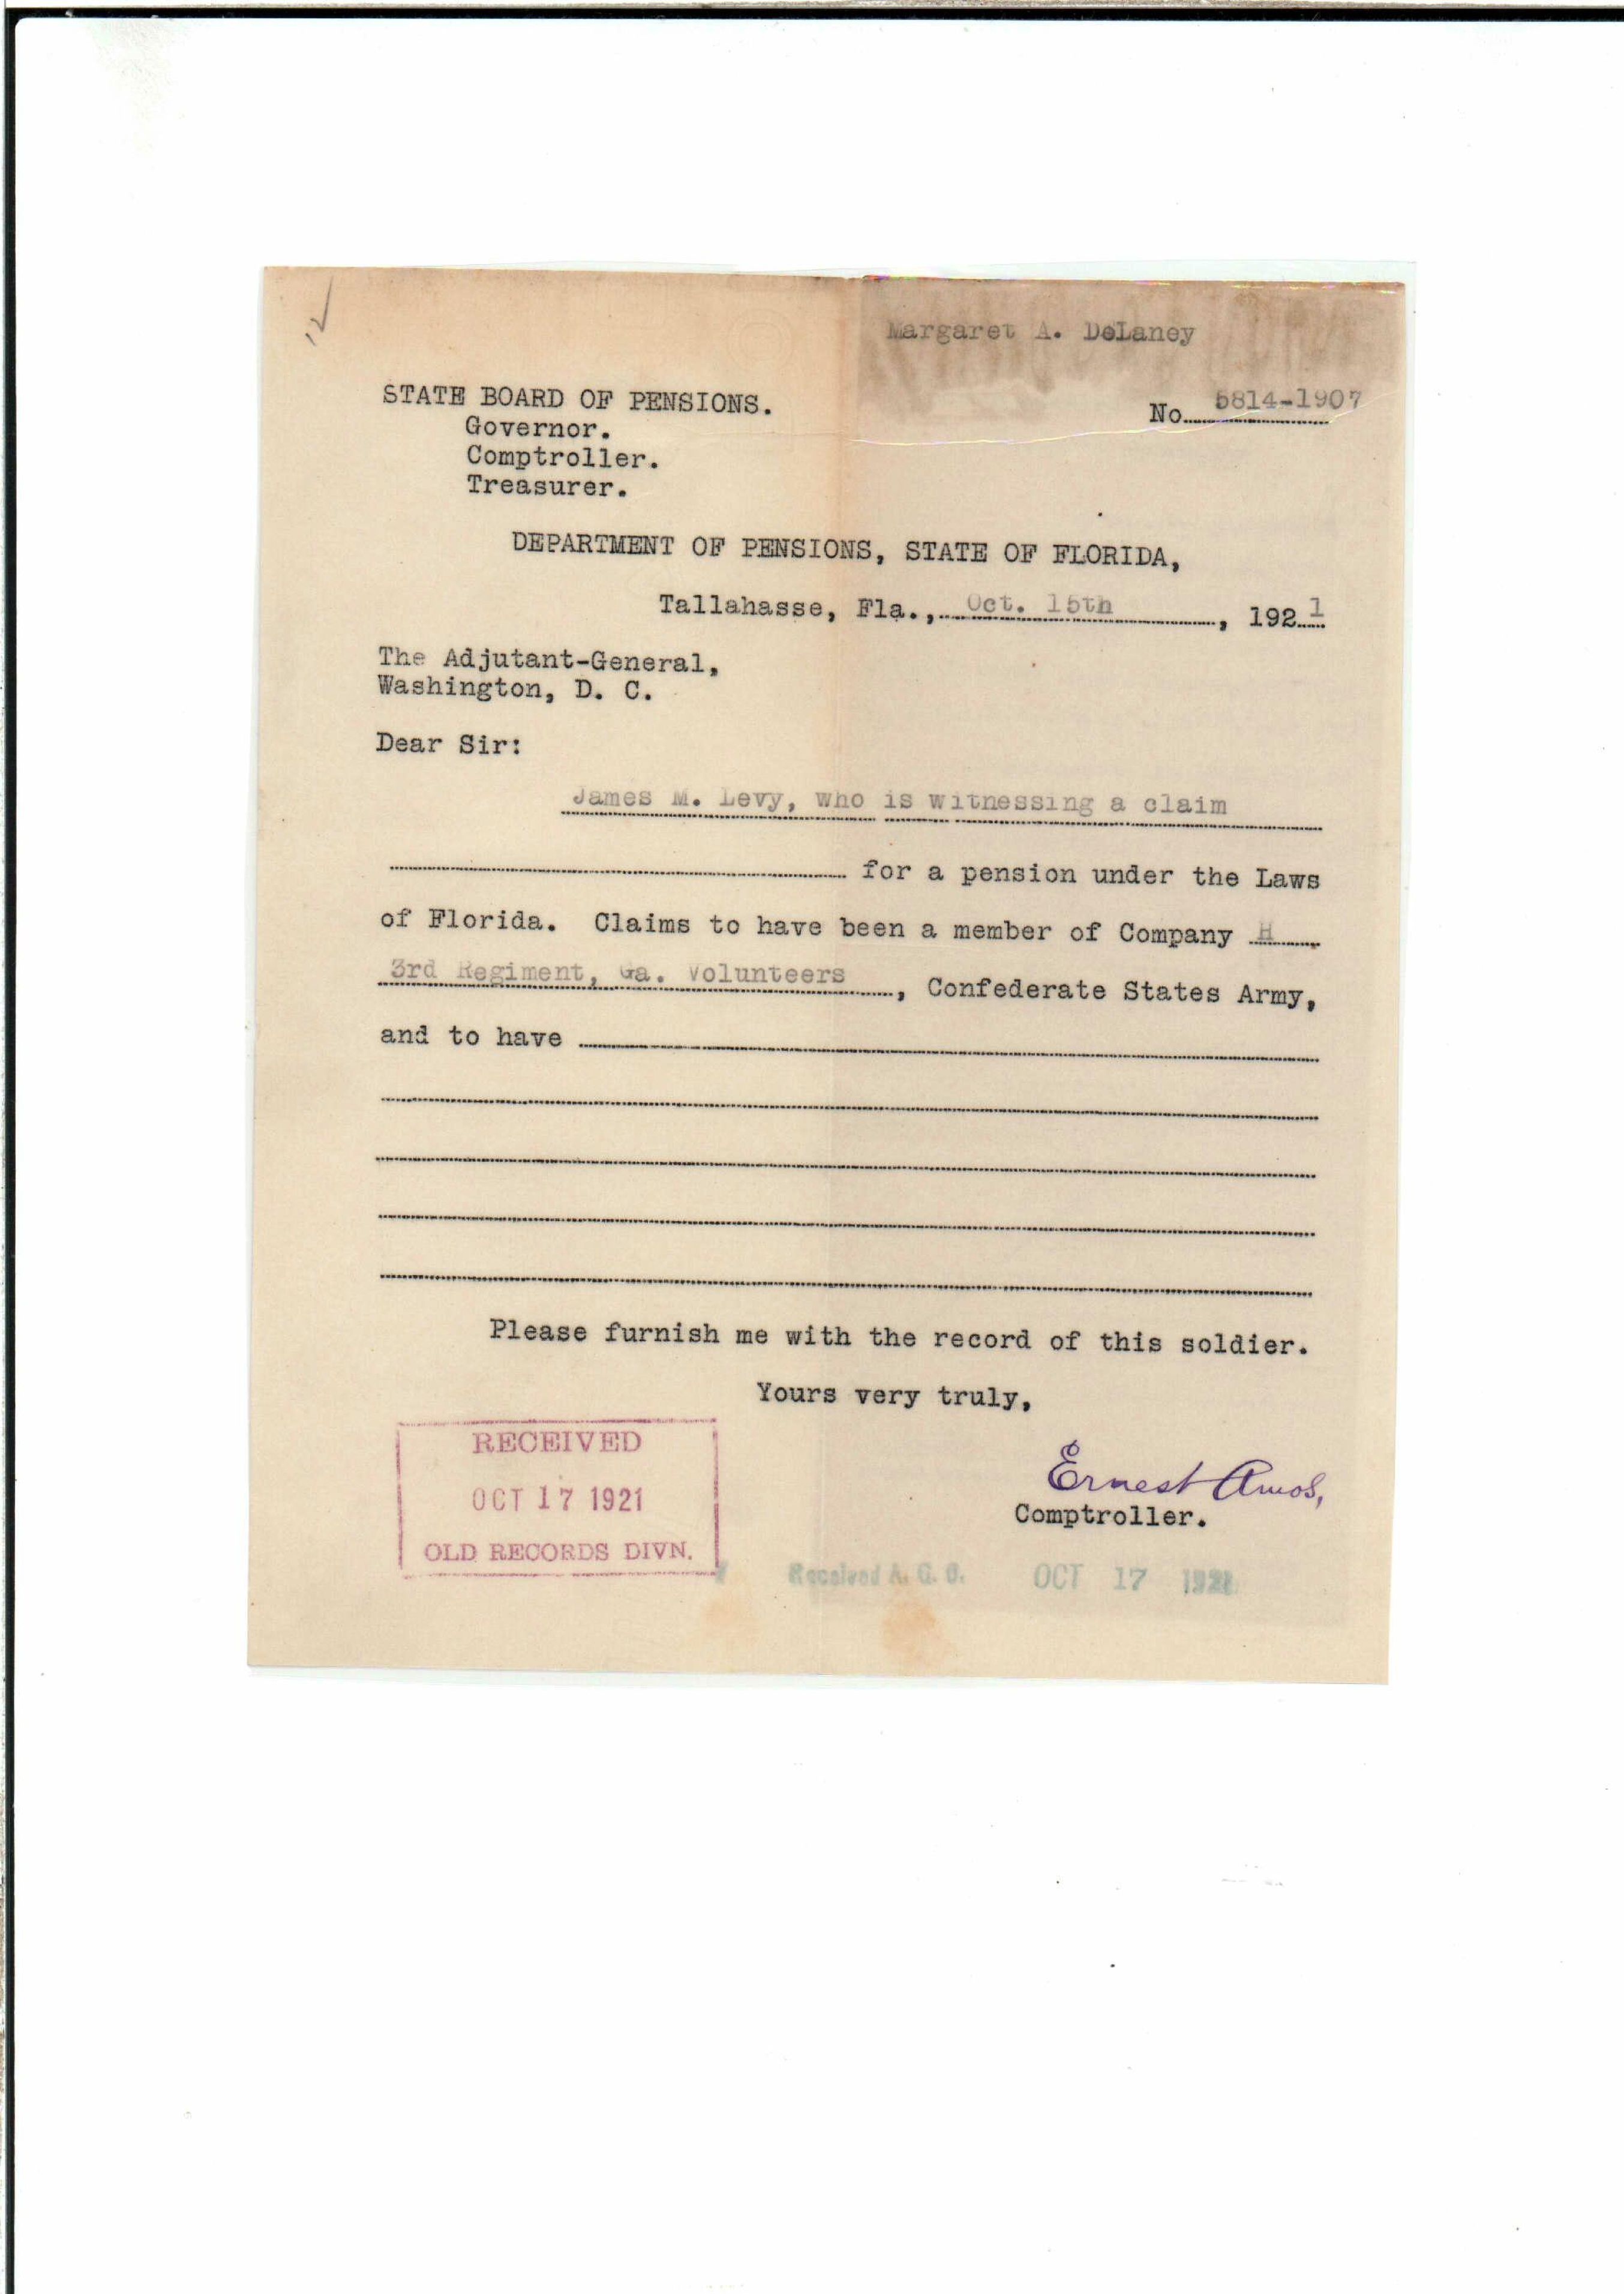 Margaret A. DeLaney
STATE BOARD OF PENSIONS.
No. 5814-1907
Governor.
Comptroller.
Treasurer.
DEPARTMENT OF PENSIONS, STATE OF FLORIDA,
Tallahasse, Fla., Oct. 15th , 192 1
The Adjutant-General,
Washington, D. C.
Dear Sir:
James M. Levy, who is witnessing a claim
for a pension under the Laws
of Florida. Claims to have been a member of Company H
3rd Regiment, Ga. Volunteers , Confederate States Army,
and to have
Please furnish me with the record of this soldier.
Yours very truly,
Ernest Amos,
Comptroller.
RECEIVED
OCT 17 1921
OLD RECORDS DIVN.
Received A. G. O. OCT 17 1921